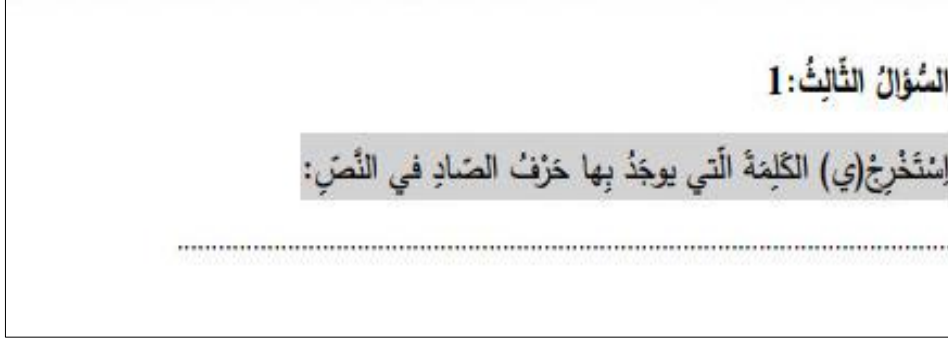 السُّؤالُ الثّالِثُ:1
اِسْتَخْرِجْ(ي) الكَلِمَةَ الّتي يوجَدُ بِها حَرْفُ الصّادِ في النَّصِّ:
................................................................................